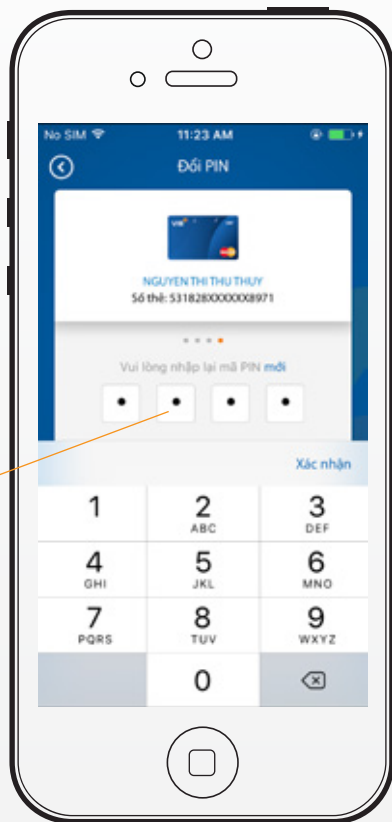 No SIM 11:23 AM
Đổi PIN
VIB
NGUYEN THI THU THUY
Số thẻ: 531828XXXXXX8971
Vui lòng nhập lại mã PIN mới
Xác nhận
1 2 3
ABC DEF
4 5 6
GHI JKL MNO
7 8 9
PQRS TUV WXYZ
0